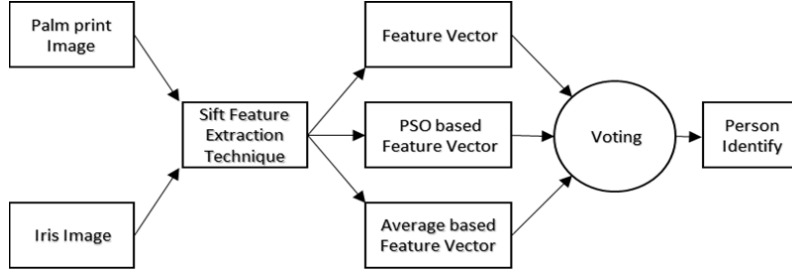 Palm print
Image
Iris Image
Sift Feature
Extraction
Technique
Feature Vector
PSO based
Feature Vector
Average based
Feature Vector
Voting
Person
Identify